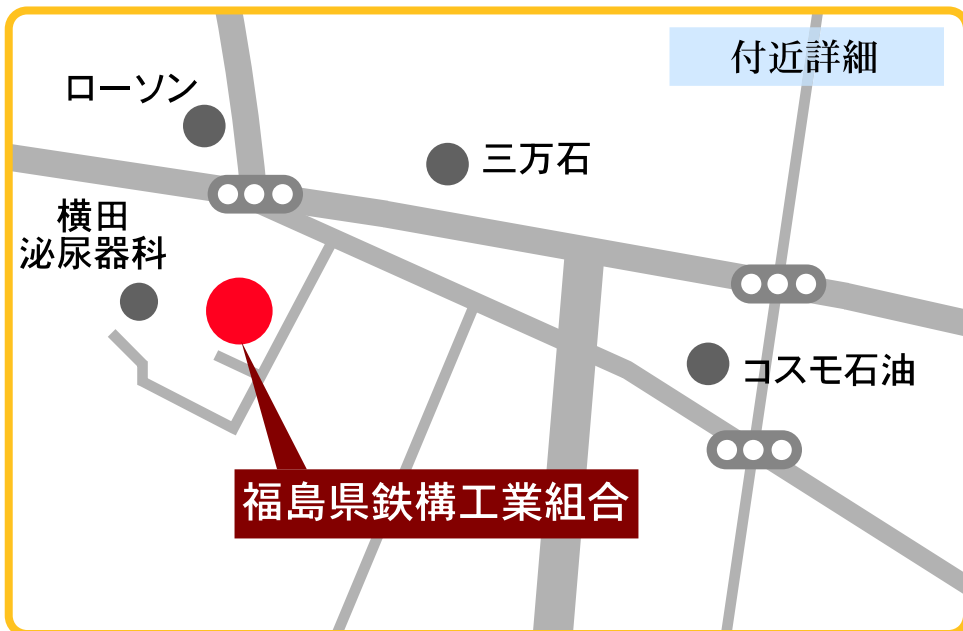 付近詳細
ローソン
三万石
横田
泌尿器科
コスモ石油
福島県鉄構工業組合